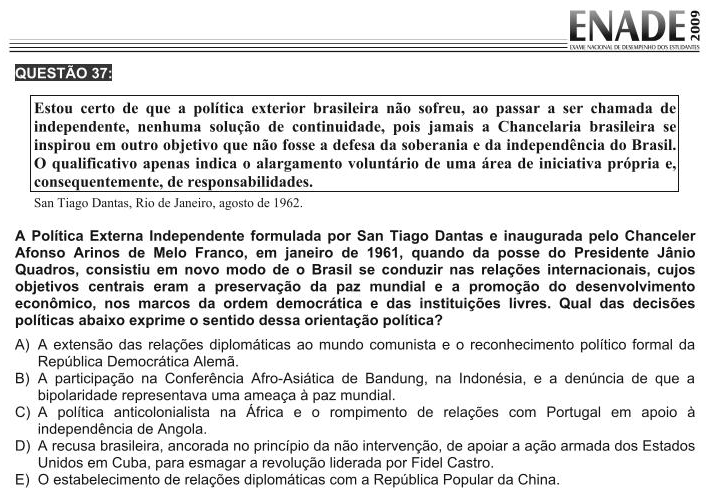 ENADE 2009
EXAME NACIONAL DE DESEMPENHO DOS ESTUDANTES
QUESTÃO 37:
Estou certo de que a política exterior brasileira não sofreu, ao passar a ser chamada de
independente, nenhuma solução de continuidade, pois jamais a Chancelaria brasileira se
inspirou em outro objetivo que não fosse a defesa da soberania e da independência do Brasil.
O qualificativo apenas indica o alargamento voluntário de uma área de iniciativa própria e,
consequentemente, de responsabilidades.
San Tiago Dantas, Rio de Janeiro, agosto de 1962.
A Política Externa Independente formulada por San Tiago Dantas e inaugurada pelo Chanceler
Afonso Arinos de Melo Franco, em janeiro de 1961, quando da posse do Presidente Jânio
Quadros, consistiu em novo modo de o Brasil se conduzir nas relações internacionais, cujos
objetivos centrais eram a preservação da paz mundial e a promoção do desenvolvimento
econômico, nos marcos da ordem democrática e das instituições livres. Qual das decisões
políticas abaixo exprime o sentido dessa orientação política?
A) A extensão das relações diplomáticas ao mundo comunista e o reconhecimento político formal da
República Democrática Alemã.
B) A participação na Conferência Afro-Asiática de Bandung, na Indonésia, e a denúncia de que a
bipolaridade representava uma ameaça à paz mundial.
C) A política anticolonialista na África e o rompimento de relações com Portugal em apoio à
independência de Angola.
D) A recusa brasileira, ancorada no princípio da não intervenção, de apoiar a ação armada dos Estados
Unidos em Cuba, para esmagar a revolução liderada por Fidel Castro.
E) O estabelecimento de relações diplomáticas com a República Popular da China.